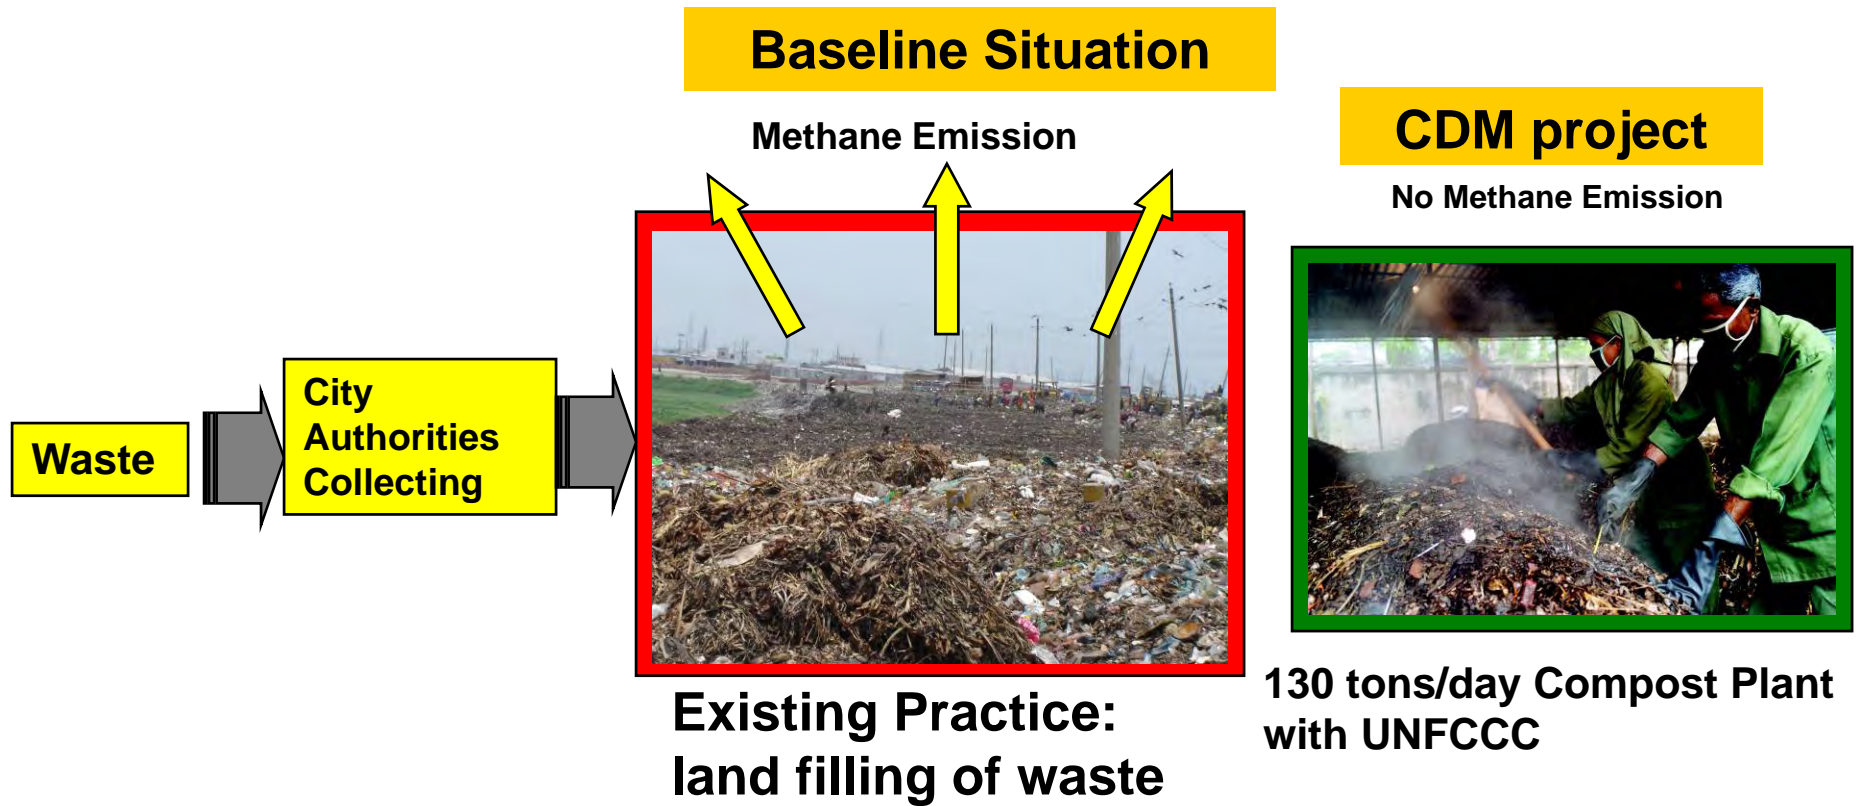 Baseline Situation
Methane Emission
CDM project
No Methane Emission
Waste
City
Authorities
Collecting
Existing Practice:
land filling of waste
130 tons/day Compost Plant
with UNFCCC